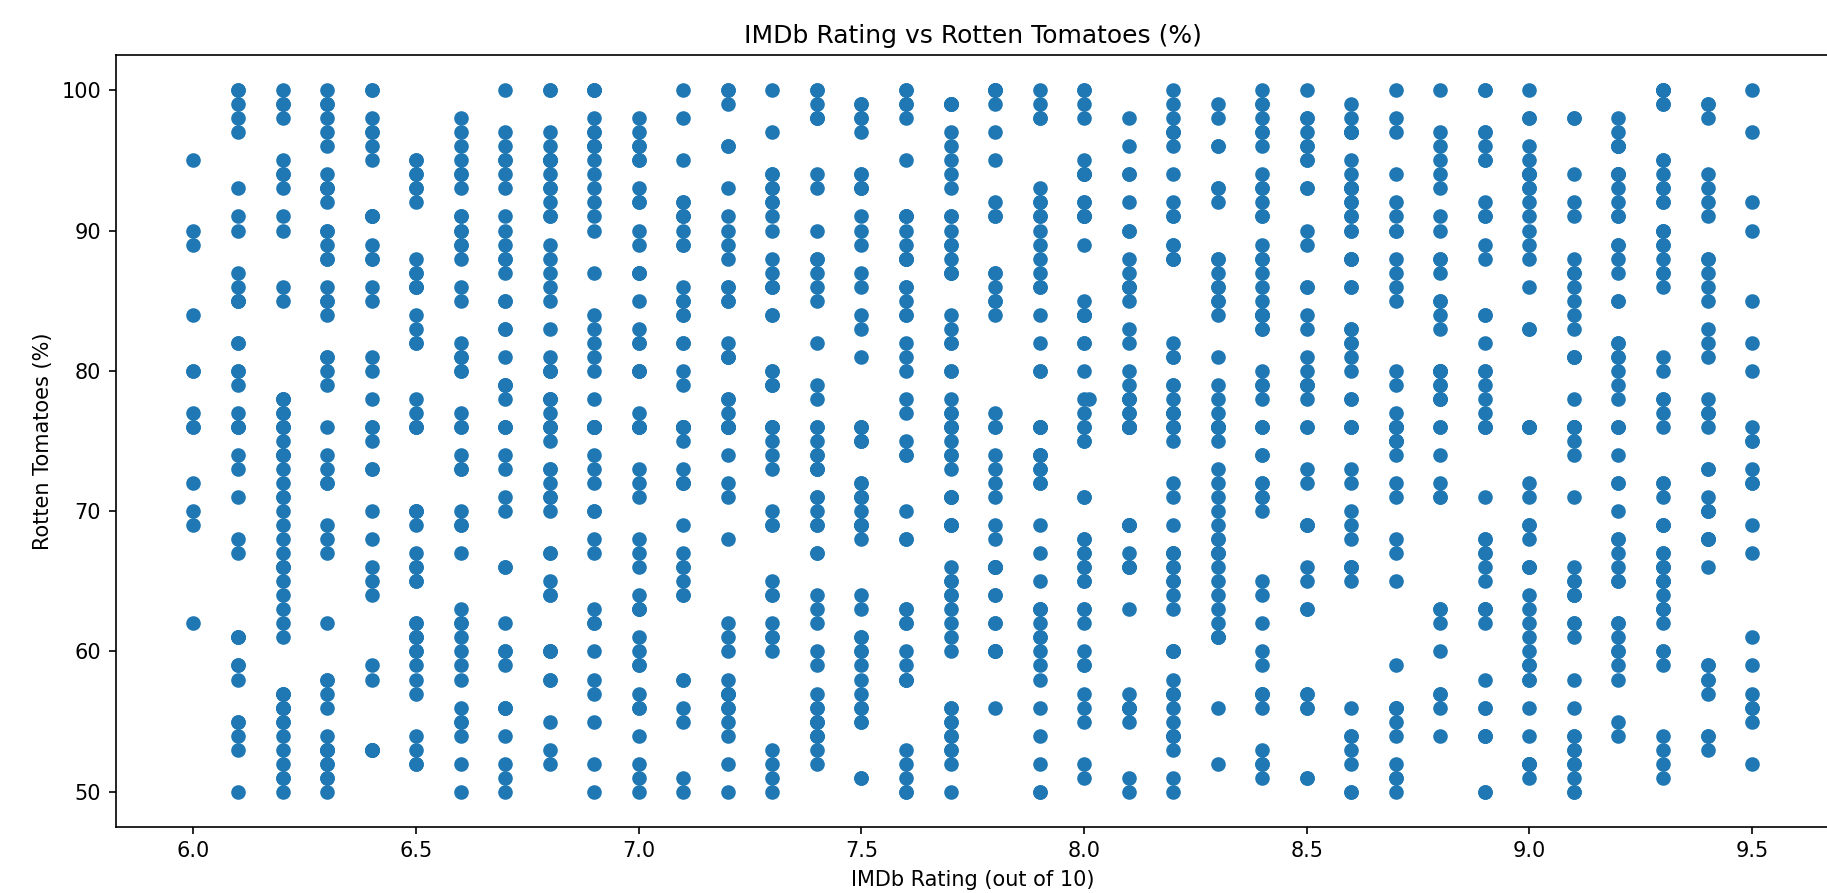 IMDb Rating vs Rotten Tomatoes (%)
100
90
80
70
60
50
Rotten Tomatoes (%)
6.0 6.5 7.0 7.5 8.0 8.5 9.0 9.5
IMDb Rating (out of 10)